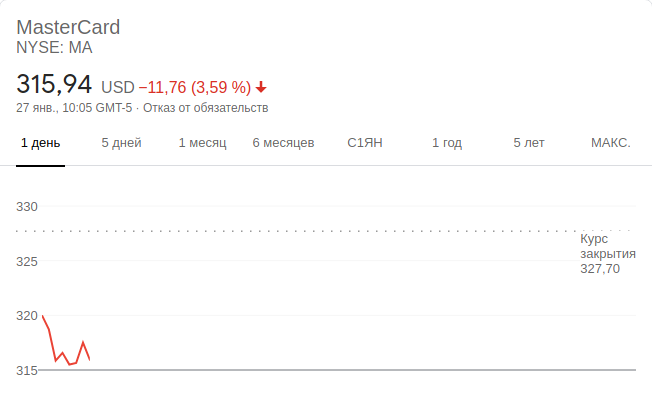 MasterCard
NYSE: MA
315,94 USD −11,76 (3,59 %)
27 янв., 10:05 GMT-5 · Отказ от обязательств
1 день 5 дней 1 месяц 6 месяцев С1ЯН 1 год 5 лет МАКС.
330
325
320
315
Курс
закрытия
327,70